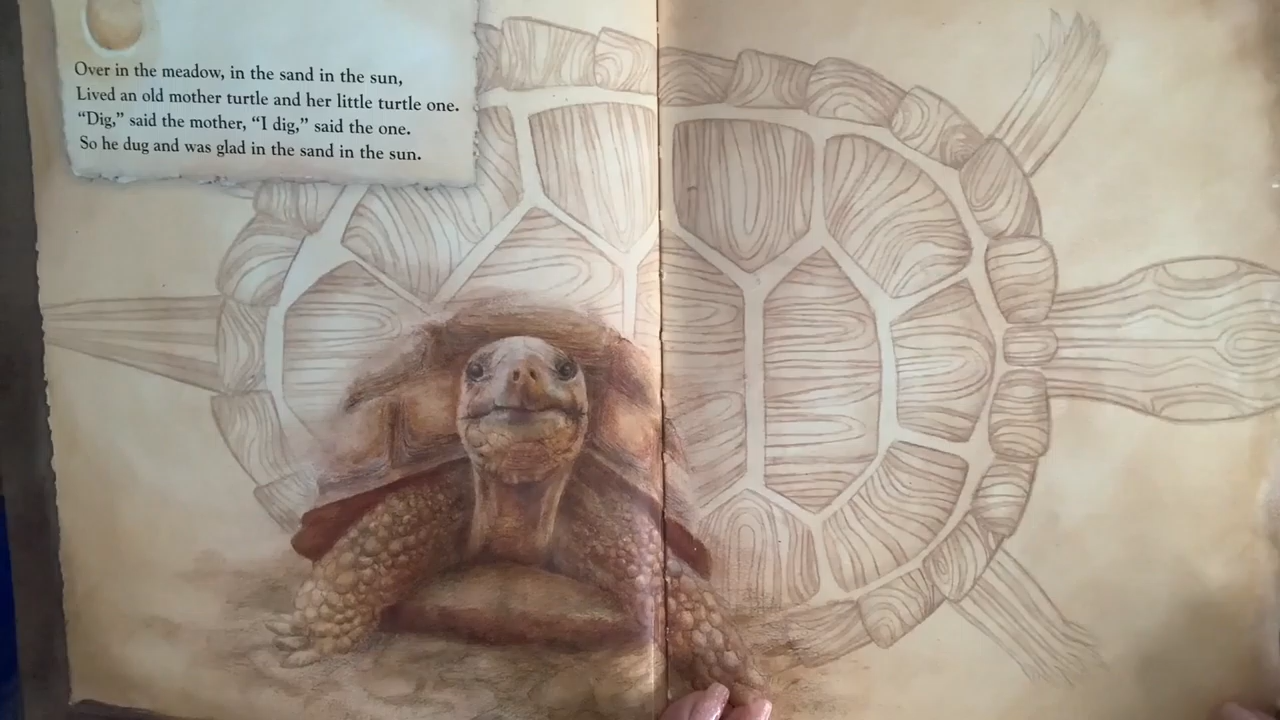 Over in the meadow, in the sand in the sun,
Lived an old mother turtle and her little turtle one.
“Dig,” said the mother, “I dig,” said the one.
So he dug and was glad in the sand in the sun.